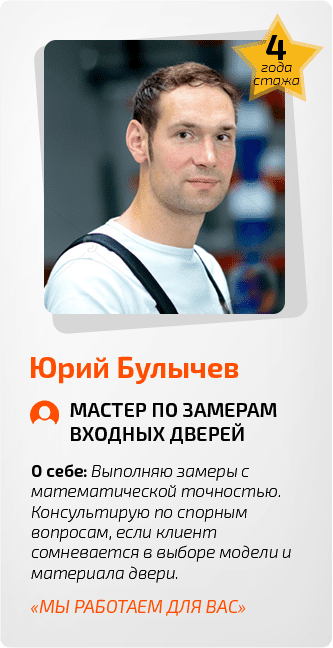 4
года
стажа
Юрий Булычев
МАСТЕР ПО ЗАМЕРАМ
ВХОДНЫХ ДВЕРЕЙ
О себе: Выполняю замеры с
математической точностью.
Консультирую по спорным
вопросам, если клиент
сомневается в выборе модели и
материала двери.
«МЫ РАБОТАЕМ ДЛЯ ВАС»